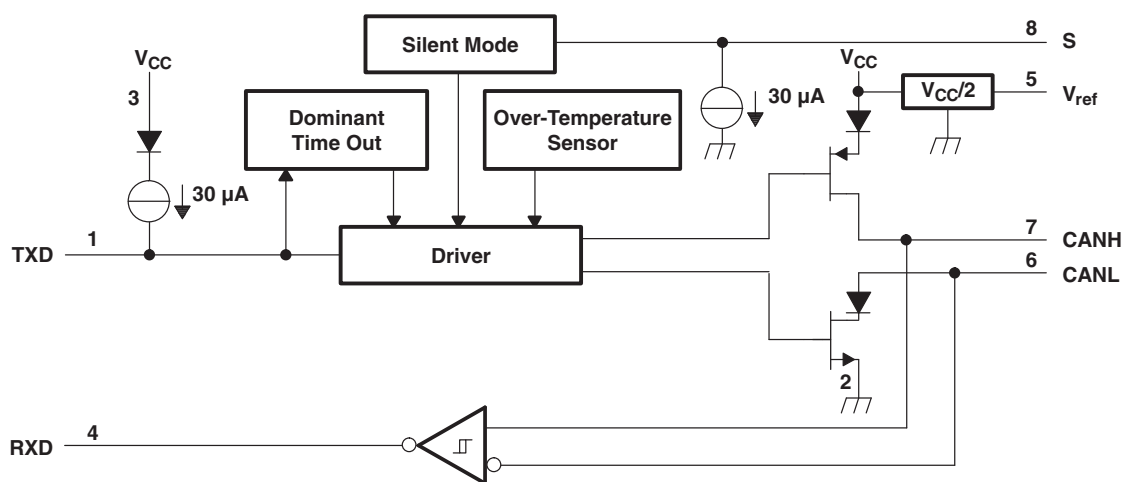 8
Silent Mode
S
VCC
VCC
3
5
VCC/2
Vref
30 µA
Dominant
Time Out
Over-Temperature
Sensor
30 µA
7
1
CANH
TXD
Driver
6
CANL
2
4
RXD